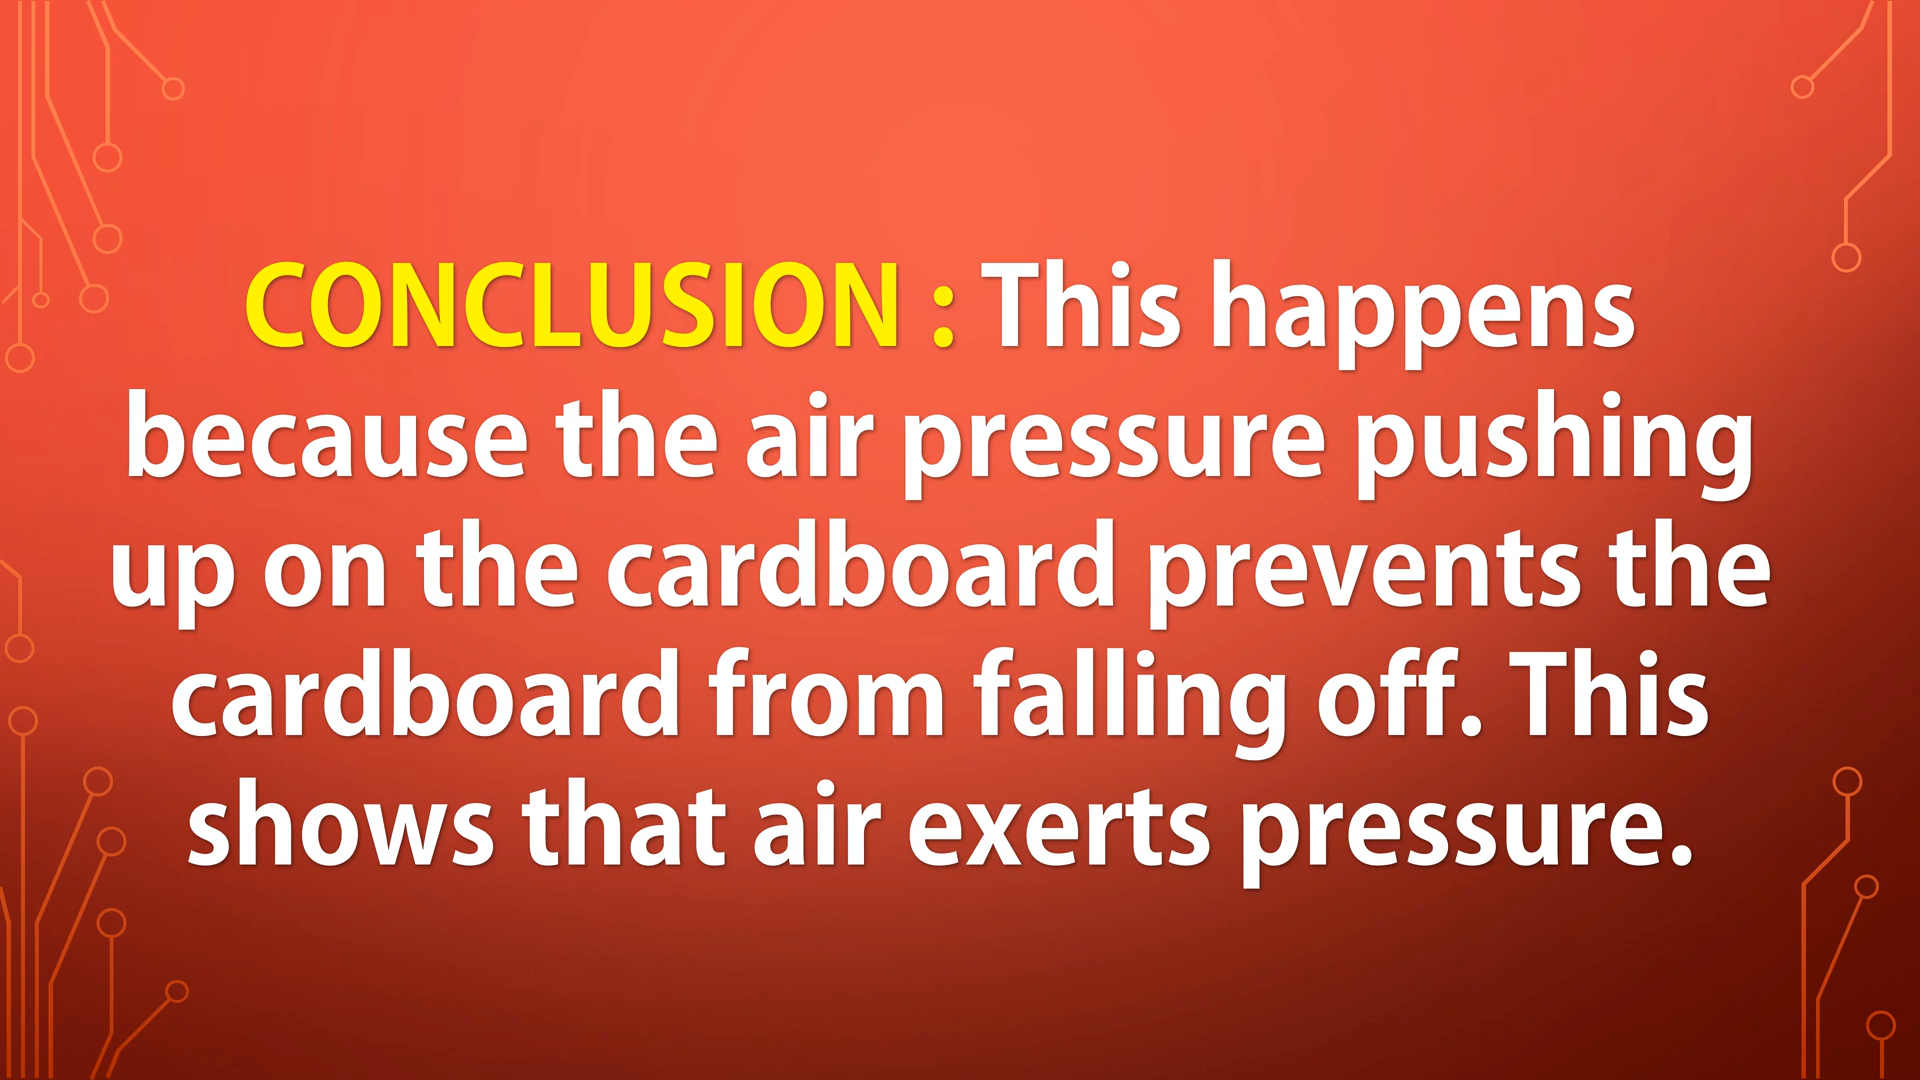 CONCLUSION : This happens
because the air pressure pushing
up on the cardboard prevents the
cardboard from falling off. This
shows that air exerts pressure.